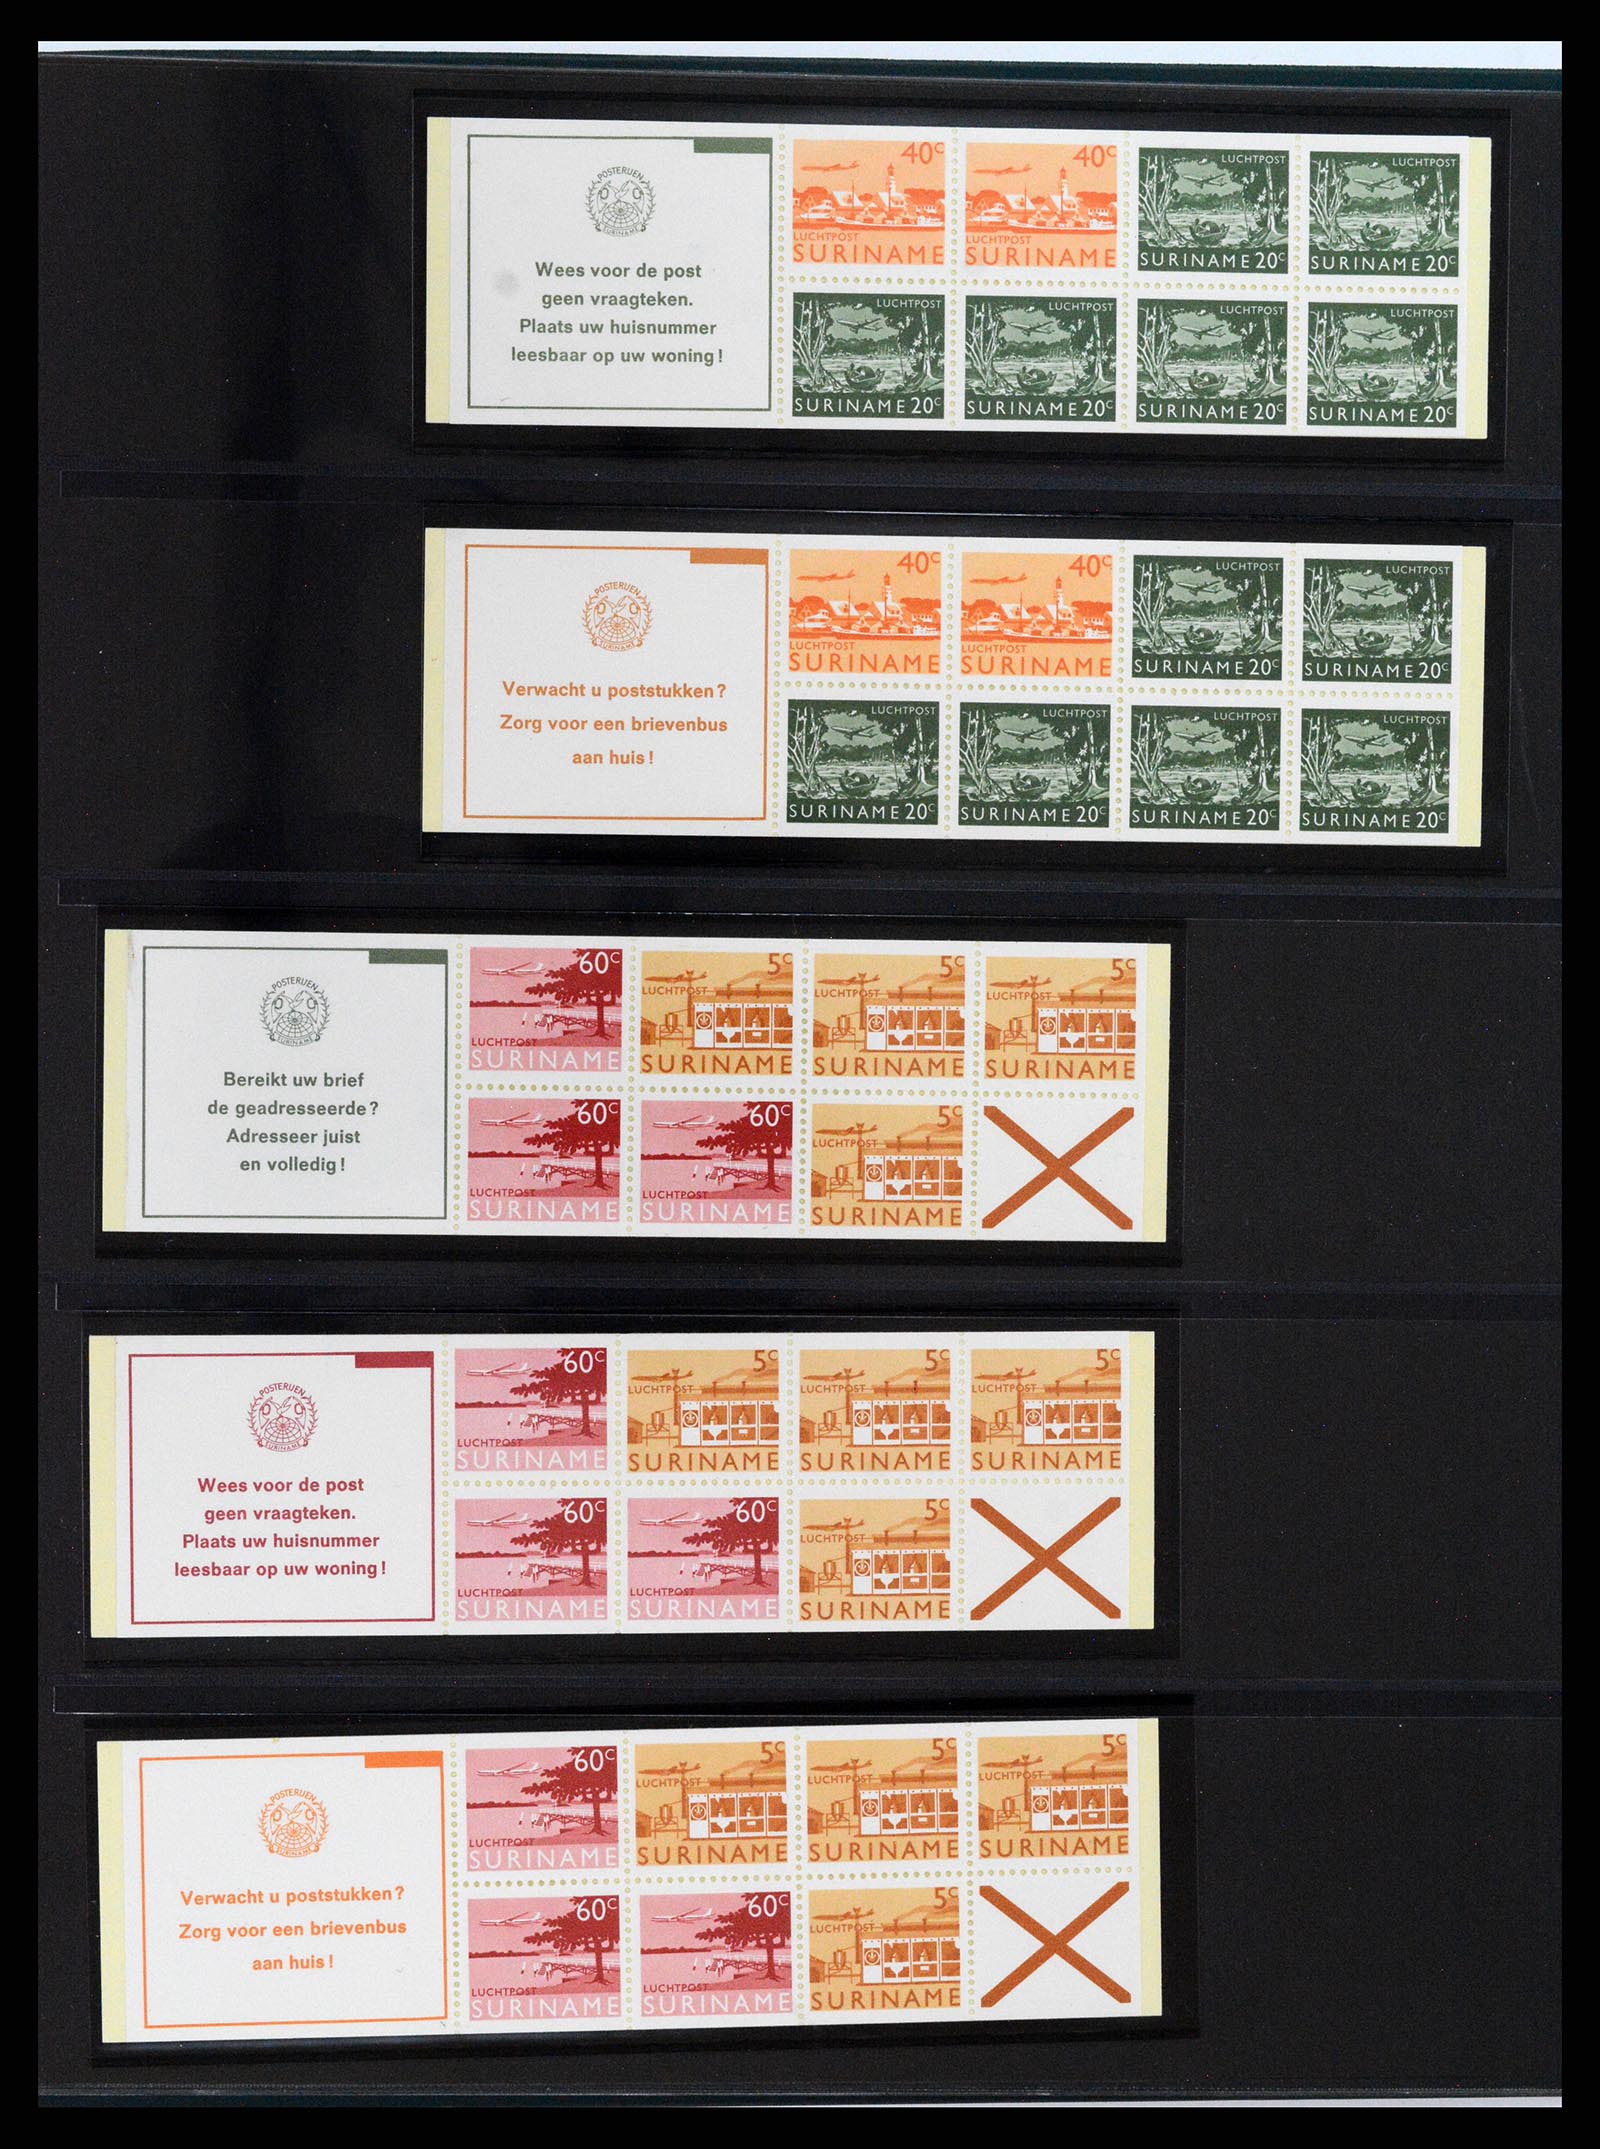 POSTERIJEN
SURINAME
Wees voor de post
geen vraagteken.
Plaats uw huisnummer
leesbaar op uw woning!
40C
LUCHTPOST
SURINAME
40C
LUCHTPOST
SURINAME
LUCHTPOST
SURINAME 20C
LUCHTPOST
SURINAME 20C
LUCHTPOST
SURINAME 20C
LUCHTPOST
SURINAME 20C
LUCHTPOST
SURINAME 20C
LUCHTPOST
SURINAME 20C
POSTERIJEN
SURINAME
Verwacht u poststukken?
Zorg voor een brievenbus
aan huis!
40C
LUCHTPOST
SURINAME
40C
LUCHTPOST
SURINAME
LUCHTPOST
SURINAME 20C
LUCHTPOST
SURINAME 20C
LUCHTPOST
SURINAME 20C
LUCHTPOST
SURINAME 20C
LUCHTPOST
SURINAME 20C
LUCHTPOST
SURINAME 20C
POSTERIJEN
SURINAME
Bereikt uw brief
de geadresseerde?
Adresseer juist
en volledig!
60C
LUCHTPOST
SURINAME
5C
LUCHTPOST
SURINAME
5C
LUCHTPOST
SURINAME
5C
LUCHTPOST
SURINAME
60C
LUCHTPOST
SURINAME
60C
LUCHTPOST
SURINAME
5C
LUCHTPOST
SURINAME
POSTERIJEN
SURINAME
Wees voor de post
geen vraagteken.
Plaats uw huisnummer
leesbaar op uw woning!
60C
LUCHTPOST
SURINAME
5C
LUCHTPOST
SURINAME
5C
LUCHTPOST
SURINAME
5C
LUCHTPOST
SURINAME
60C
LUCHTPOST
SURINAME
60C
LUCHTPOST
SURINAME
5C
LUCHTPOST
SURINAME
POSTERIJEN
SURINAME
Verwacht u poststukken?
Zorg voor een brievenbus
aan huis!
60C
LUCHTPOST
SURINAME
5C
LUCHTPOST
SURINAME
5C
LUCHTPOST
SURINAME
5C
LUCHTPOST
SURINAME
60C
LUCHTPOST
SURINAME
60C
LUCHTPOST
SURINAME
5C
LUCHTPOST
SURINAME